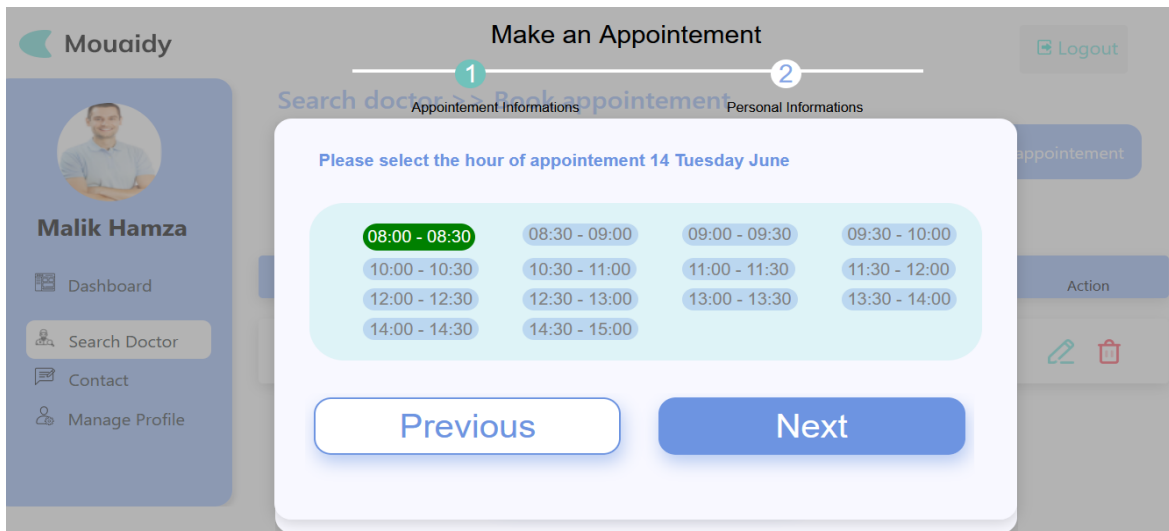 Mouaidy
Make an Appointement
Logout
1
2
Search doctor >> Book appointement
Appointement Informations
Personal Informations
appointement
Please select the hour of appointement 14 Tuesday June
08:00 - 08:30
08:30 - 09:00
09:00 - 09:30
09:30 - 10:00
10:00 - 10:30
10:30 - 11:00
11:00 - 11:30
11:30 - 12:00
12:00 - 12:30
12:30 - 13:00
13:00 - 13:30
13:30 - 14:00
14:00 - 14:30
14:30 - 15:00
Previous
Next
Malik Hamza
Dashboard
Search Doctor
Contact
Manage Profile
Action